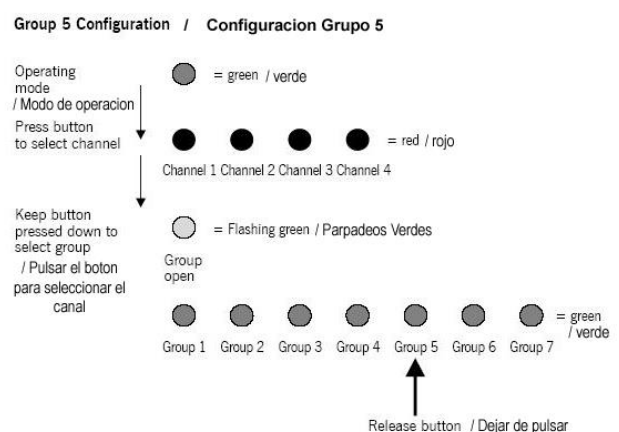 Group 5 Configuration / Configuracion Grupo 5
Operating
mode
/ Modo de operacion
= green / verde
Press button
to select channel
= red / rojo
Channel 1 Channel 2 Channel 3 Channel 4
Keep button
pressed down to
select group
/ Pulsar el boton
para seleccionar el
canal
= Flashing green / Parpadeos Verdes
Group
open
= green
/ verde
Group 1 Group 2 Group 3 Group 4 Group 5 Group 6 Group 7
Release button / Dejar de pulsar